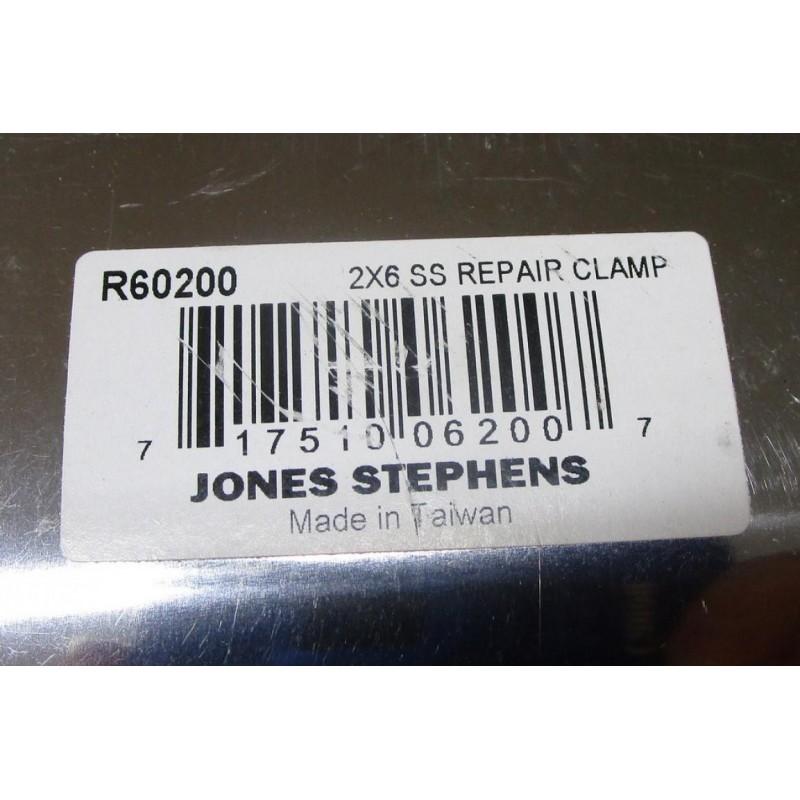 R60200 2X6 SS REPAIR CLAMP
7 17510 06200 7
JONES STEPHENS
Made in Taiwan